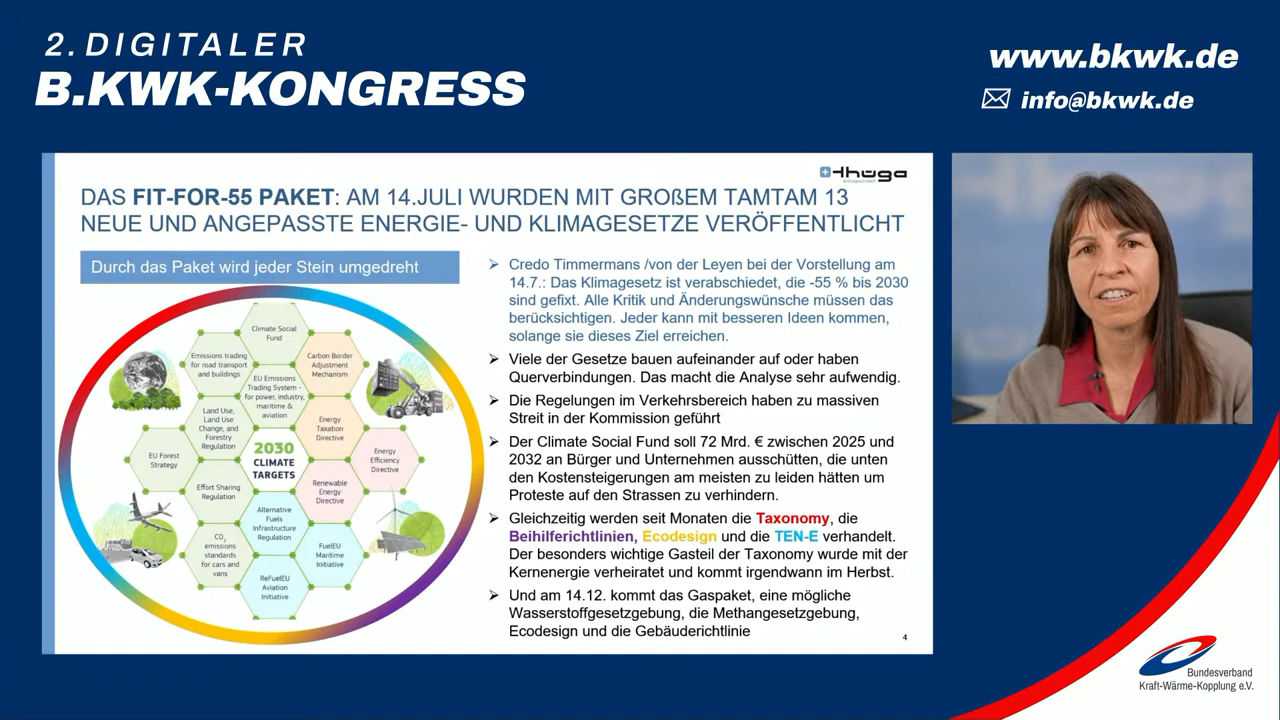 2. DIGITALER
B.KWK-KONGRESS
www.bkwk.de
info@bkwk.de
thüga
DAS FIT-FOR-55 PAKET: AM 14.JULI WURDEN MIT GROßEM TAMTAM 13
NEUE UND ANGEPASSTE ENERGIE- UND KLIMAGESETZE VERÖFFENTLICHT
Durch das Paket wird jeder Stein umgedreht
Climate Social
Fund
Emissions trading
for road transport
and buildings
Carbon Border
Adjustment
Mechanism
EU Emissions
Trading System -
for power, industry,
maritime &
aviation
Land Use,
Land Use
Change, and
Forestry
Regulation
Energy
Taxation
Directive
EU Forest
Strategy
2030
CLIMATE
TARGETS
Energy
Efficiency
Directive
Effort Sharing
Regulation
Renewable
Energy
Directive
Alternative
Fuels
Infrastructure
Regulation
CO2
emissions
standards
for cars and
vans
FuelEU
Maritime
Initiative
ReFuelEU
Aviation
Initiative
➢ Credo Timmermans /von der Leyen bei der Vorstellung am
14.7.: Das Klimagesetz ist verabschiedet, die -55 % bis 2030
sind gefixt. Alle Kritik und Änderungswünsche müssen das
berücksichtigen. Jeder kann mit besseren Ideen kommen,
solange sie dieses Ziel erreichen.
➢ Viele der Gesetze bauen aufeinander auf oder haben
Querverbindungen. Das macht die Analyse sehr aufwendig.
➢ Die Regelungen im Verkehrsbereich haben zu massiven
Streit in der Kommission geführt
➢ Der Climate Social Fund soll 72 Mrd. € zwischen 2025 und
2032 an Bürger und Unternehmen ausschütten, die unten
den Kostensteigerungen am meisten zu leiden hätten um
Proteste auf den Strassen zu verhindern.
➢ Gleichzeitig werden seit Monaten die Taxonomy, die
Beihilferichtlinien, Ecodesign und die TEN-E verhandelt.
Der besonders wichtige Gasteil der Taxonomy wurde mit der
Kernenergie verheiratet und kommt irgendwann im Herbst.
➢ Und am 14.12. kommt das Gaspaket, eine mögliche
Wasserstoffgesetzgebung, die Methangesetzgebung,
Ecodesign und die Gebäuderichtlinie
4
Bundesverband
Kraft-Wärme-Kopplung e.V.